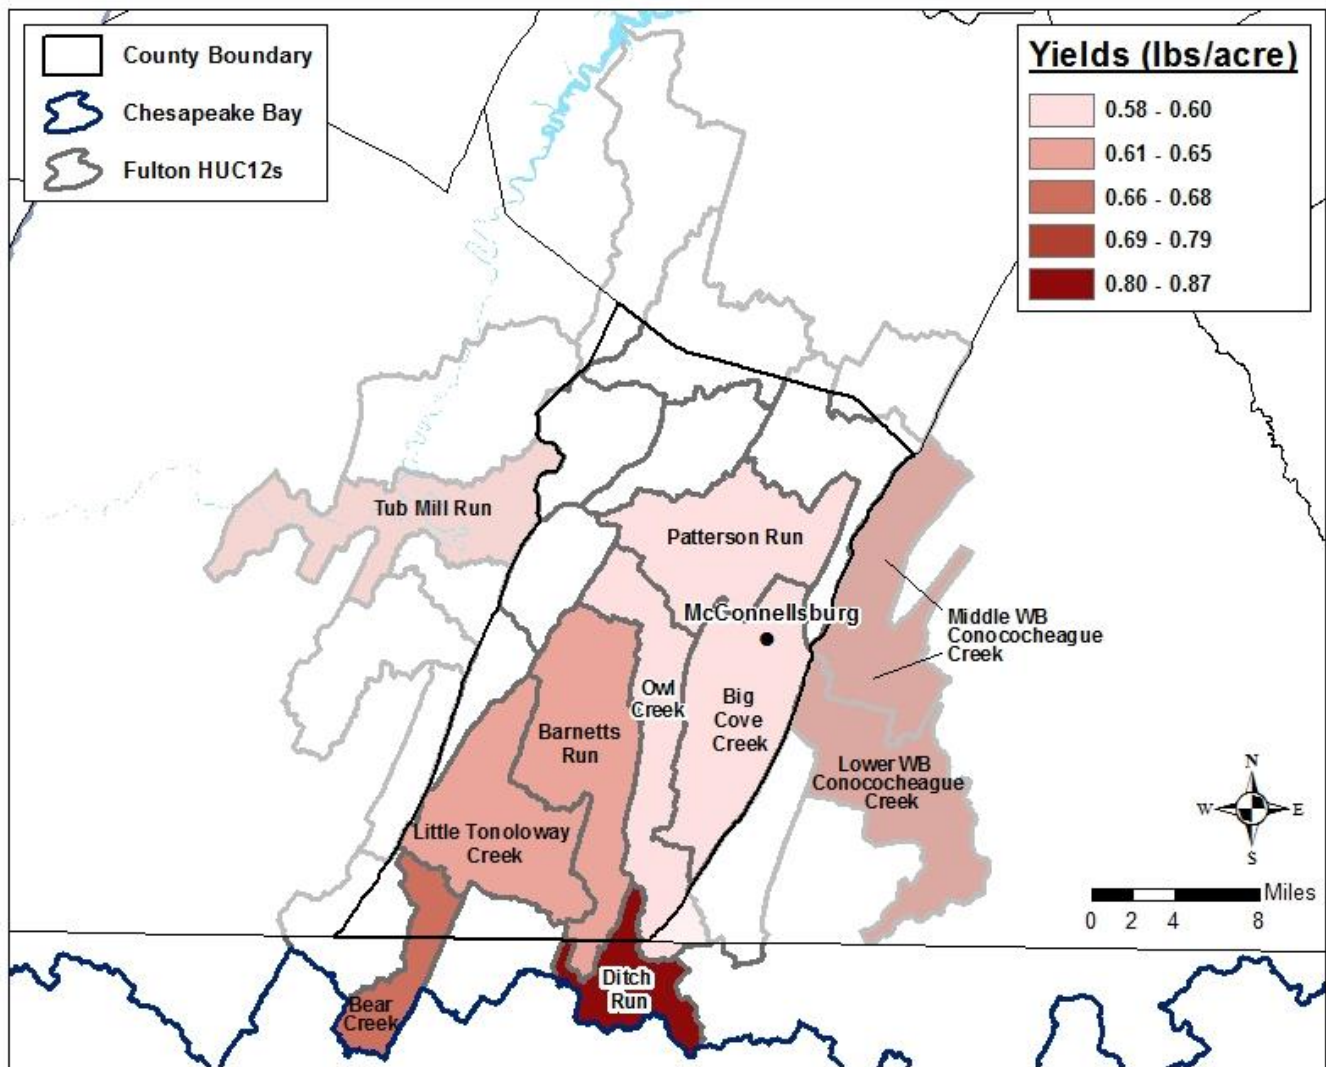 County Boundary
Chesapeake Bay
Fulton HUC12s
Yields (lbs/acre)
0.58 - 0.60
0.61 - 0.65
0.66 - 0.68
0.69 - 0.79
0.80 - 0.87
Tub Mill Run
Patterson Run
McConnellsburg
Middle WB
Conococheague
Creek
Owl
Creek
Big
Cove
Creek
Barnetts
Run
Lower WB
Conococheague
Creek
Little Tonoloway
Creek
Ditch
Run
Bear
Creek
N
W E
S
Miles
0 2 4 8